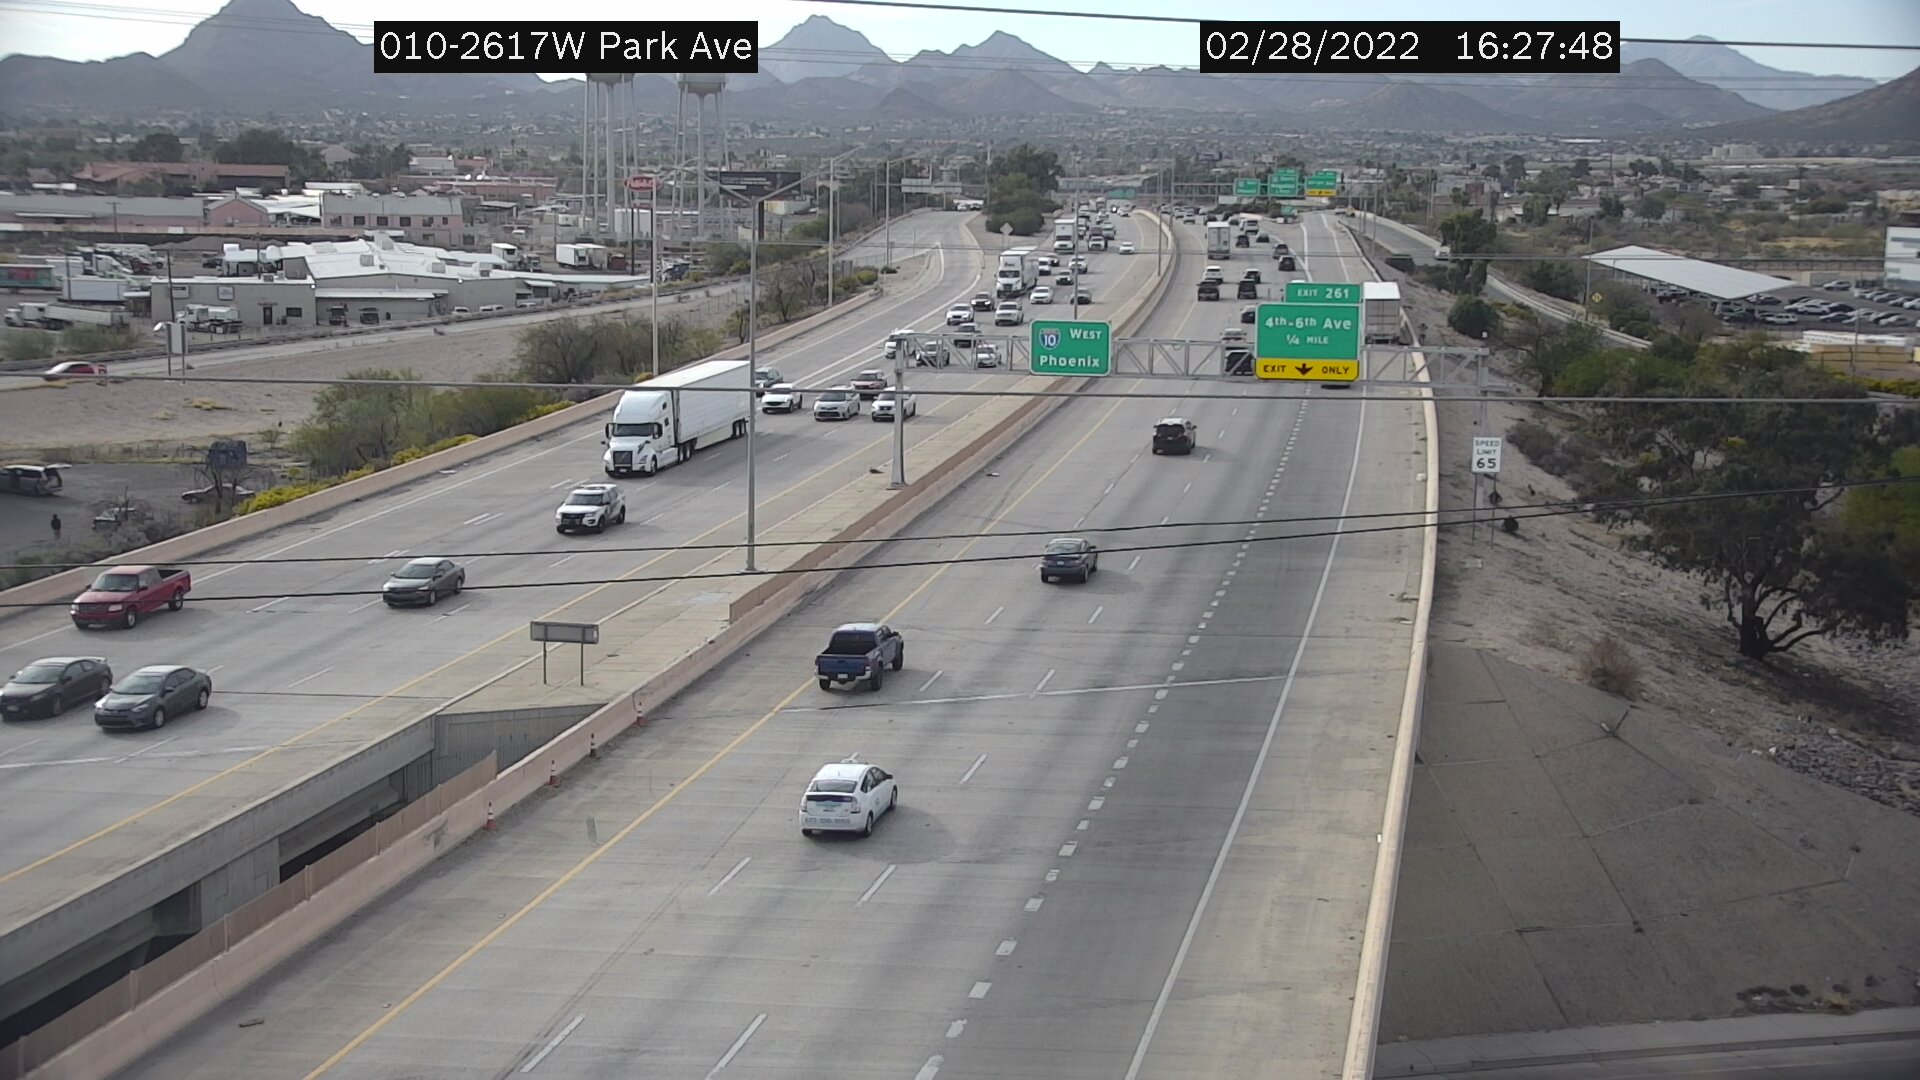 010-2617W Park Ave
02/28/2022 16:27:48
EXIT 261
4th-6th Ave
1/4 MILE
EXIT ONLY
10 WEST
Phoenix
SPEED
LIMIT
65